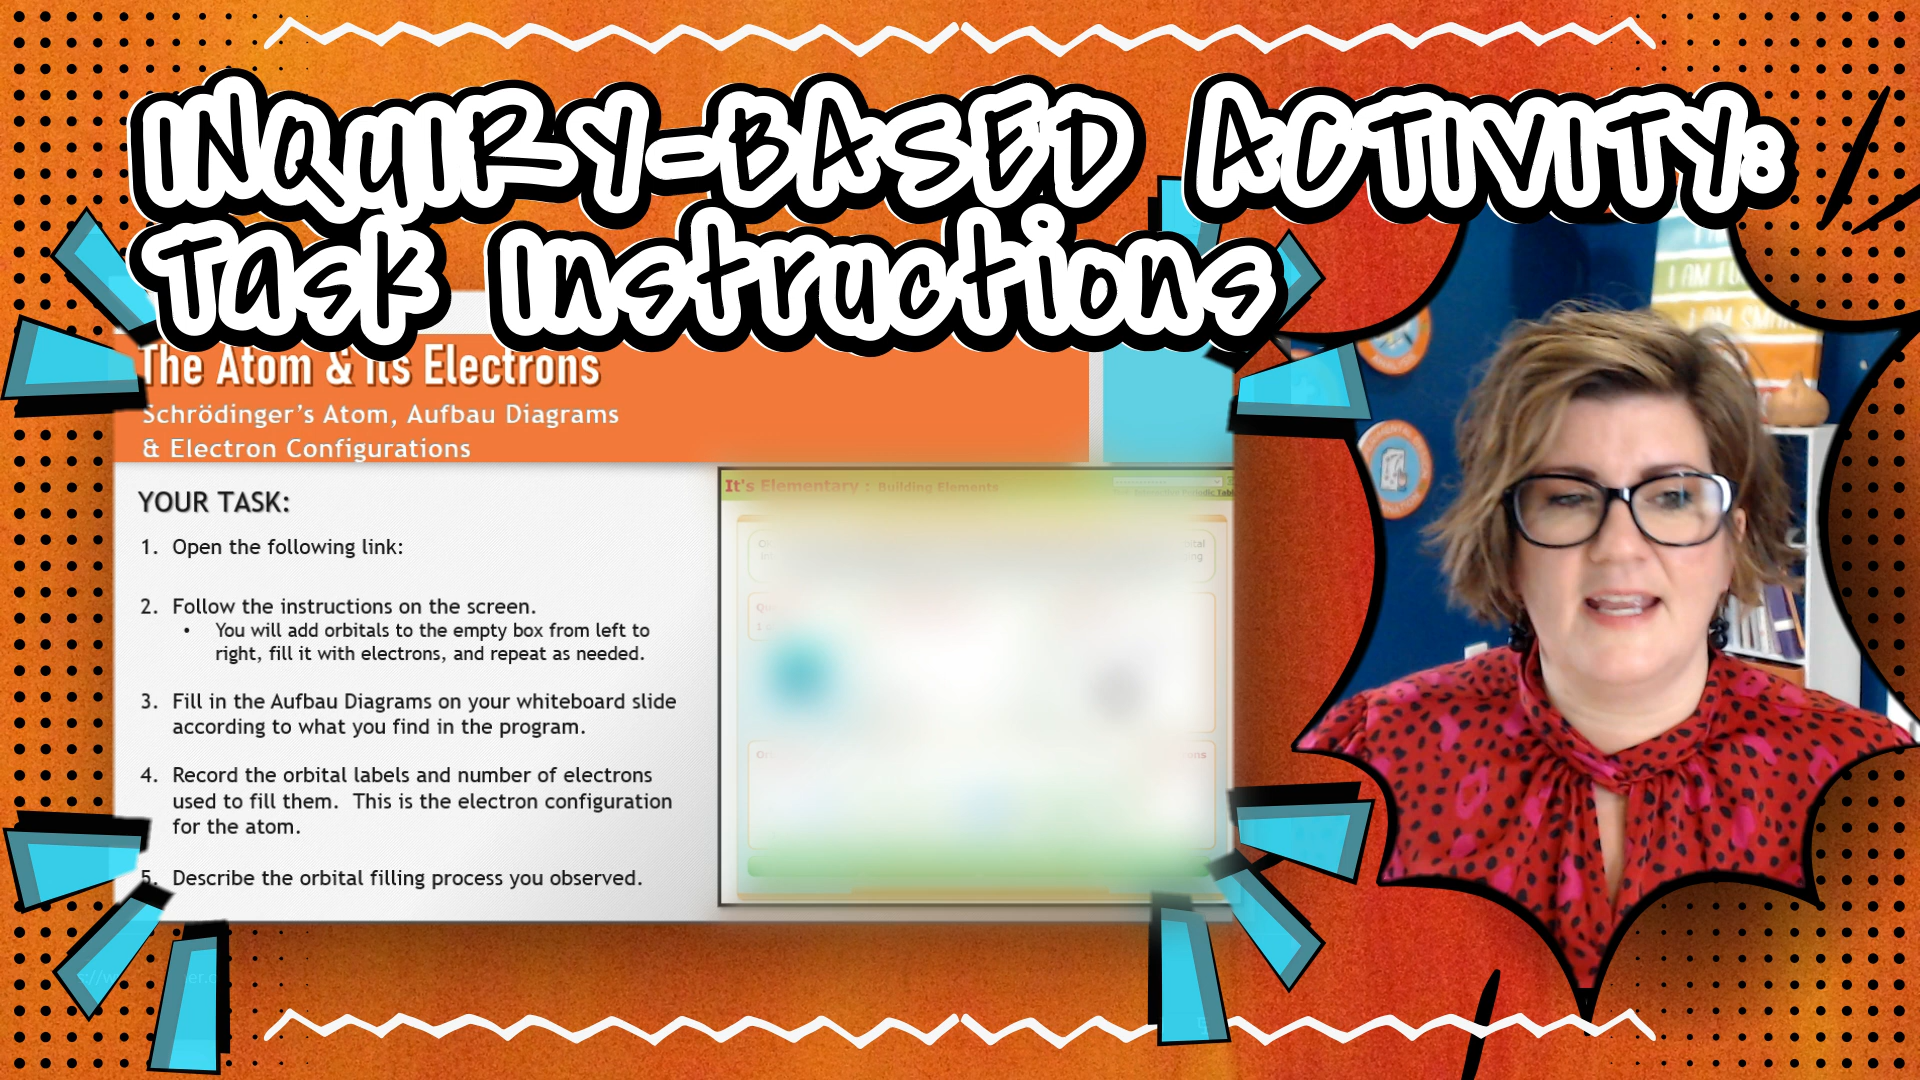 INQUIRY-BASED ACTIVITY:
Task Instructions
The Atom & Its Electrons
Schrödinger's Atom, Aufbau Diagrams
& Electron Configurations
YOUR TASK:
1. Open the following link:
2. Follow the instructions on the screen.
• You will add orbitals to the empty box from left to
right, fill it with electrons, and repeat as needed.
3. Fill in the Aufbau Diagrams on your whiteboard slide
according to what you find in the program.
4. Record the orbital labels and number of electrons
used to fill them. This is the electron configuration
for the atom.
5. Describe the orbital filling process you observed.
It's Elementary : Building Elements
I AM
I AM SMART